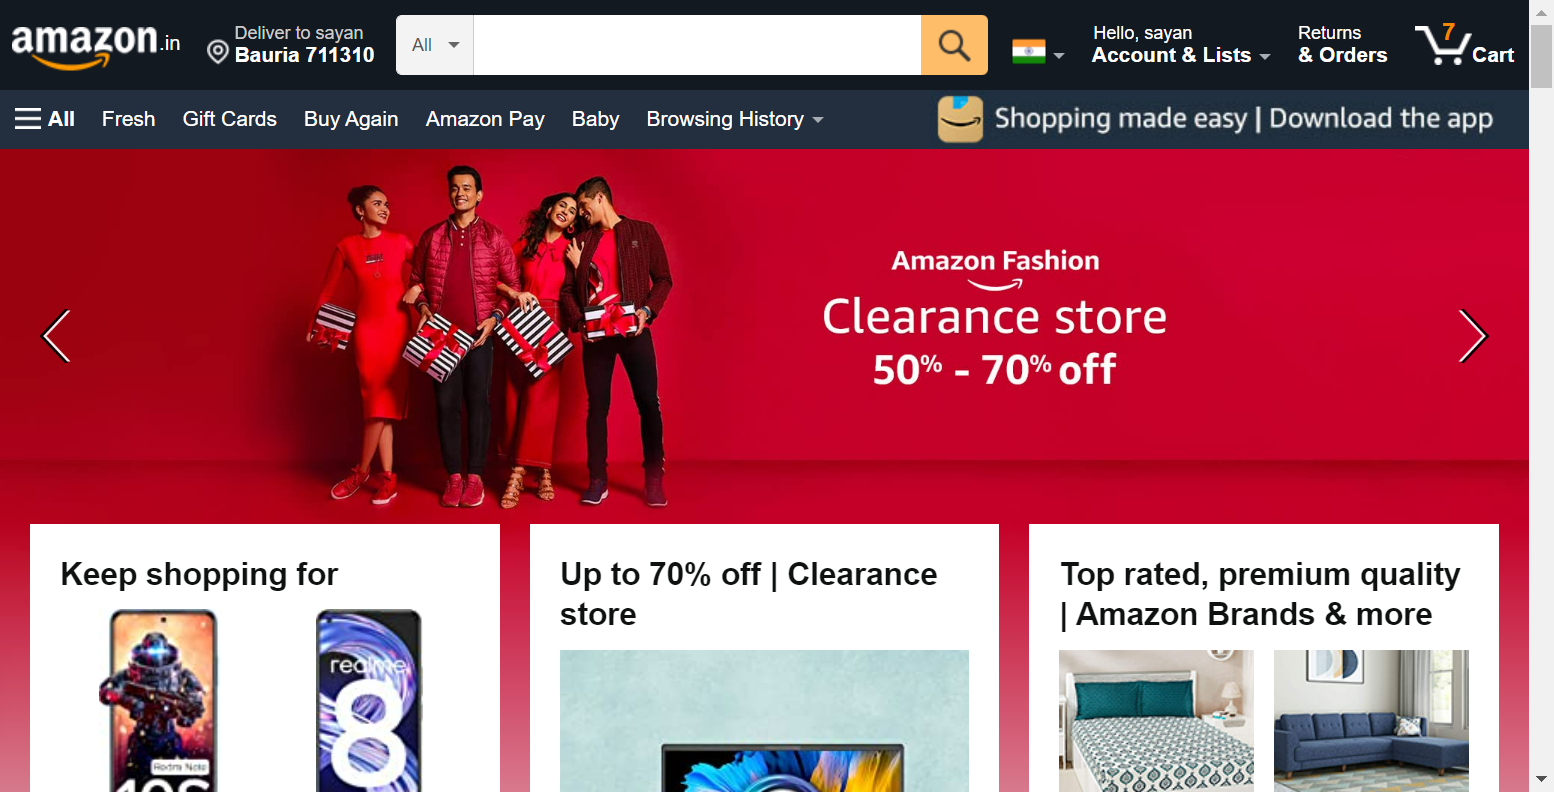 amazon.in
Deliver to sayan
Bauria 711310
All
Hello, sayan
Account & Lists
Returns
& Orders
7
Cart
All
Fresh
Gift Cards
Buy Again
Amazon Pay
Baby
Browsing History
Shopping made easy | Download the app
Amazon Fashion
Clearance store
50% - 70% off
Keep shopping for
realme
8
Redmi Note
Up to 70% off | Clearance
store
Top rated, premium quality
| Amazon Brands & more